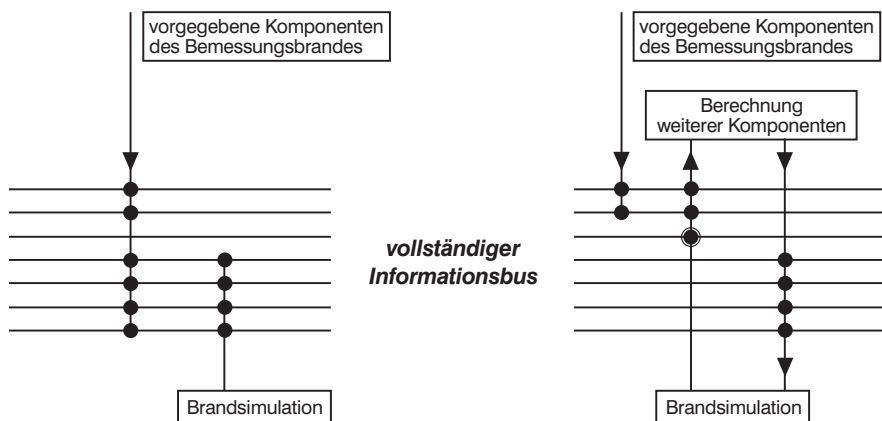 vorgegebene Komponenten
des Bemessungsbrandes
vorgegebene Komponenten
des Bemessungsbrandes
Berechnung
weiterer Komponenten
vollständiger
Informationsbus
Brandsimulation
Brandsimulation